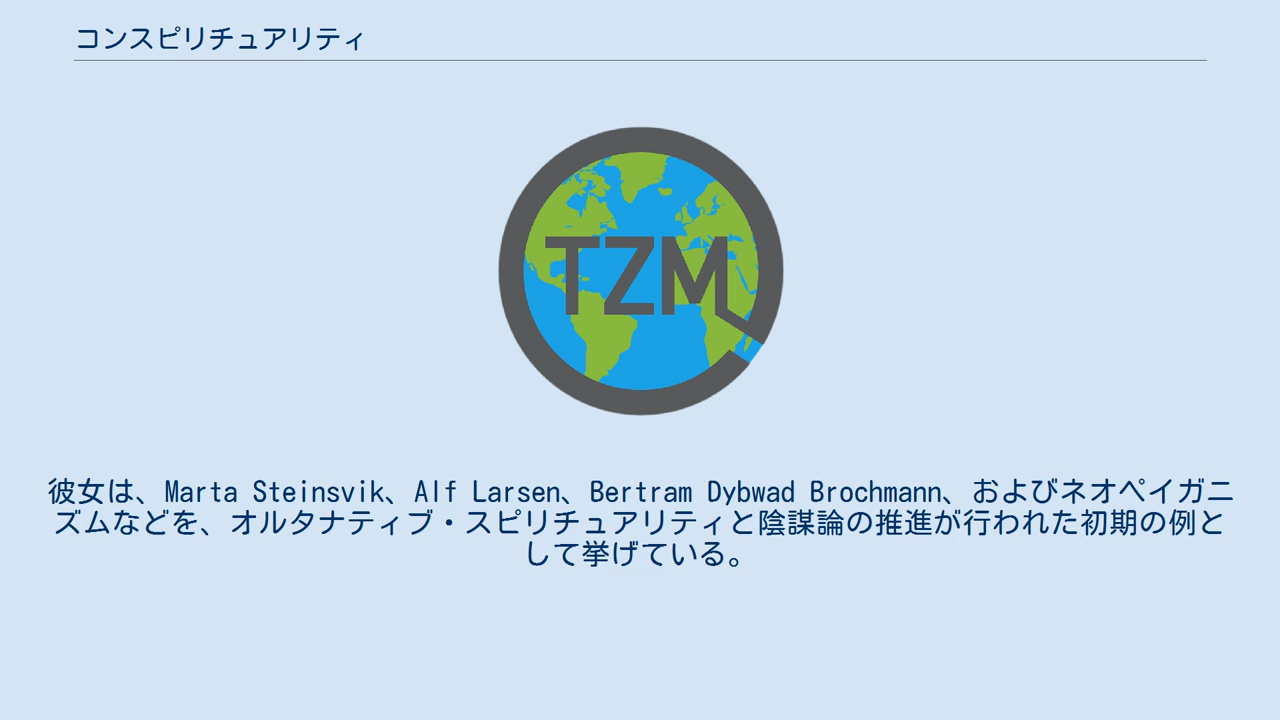 コンスピリチュアリティ
TZM
彼女は、Marta Steinsvik、Alf Larsen、Bertram Dybwad Brochmann、およびネオペイガニ
ズムなどを、オルタナティブ・スピリチュアリティと陰謀論の推進が行われた初期の例と
して挙げている。